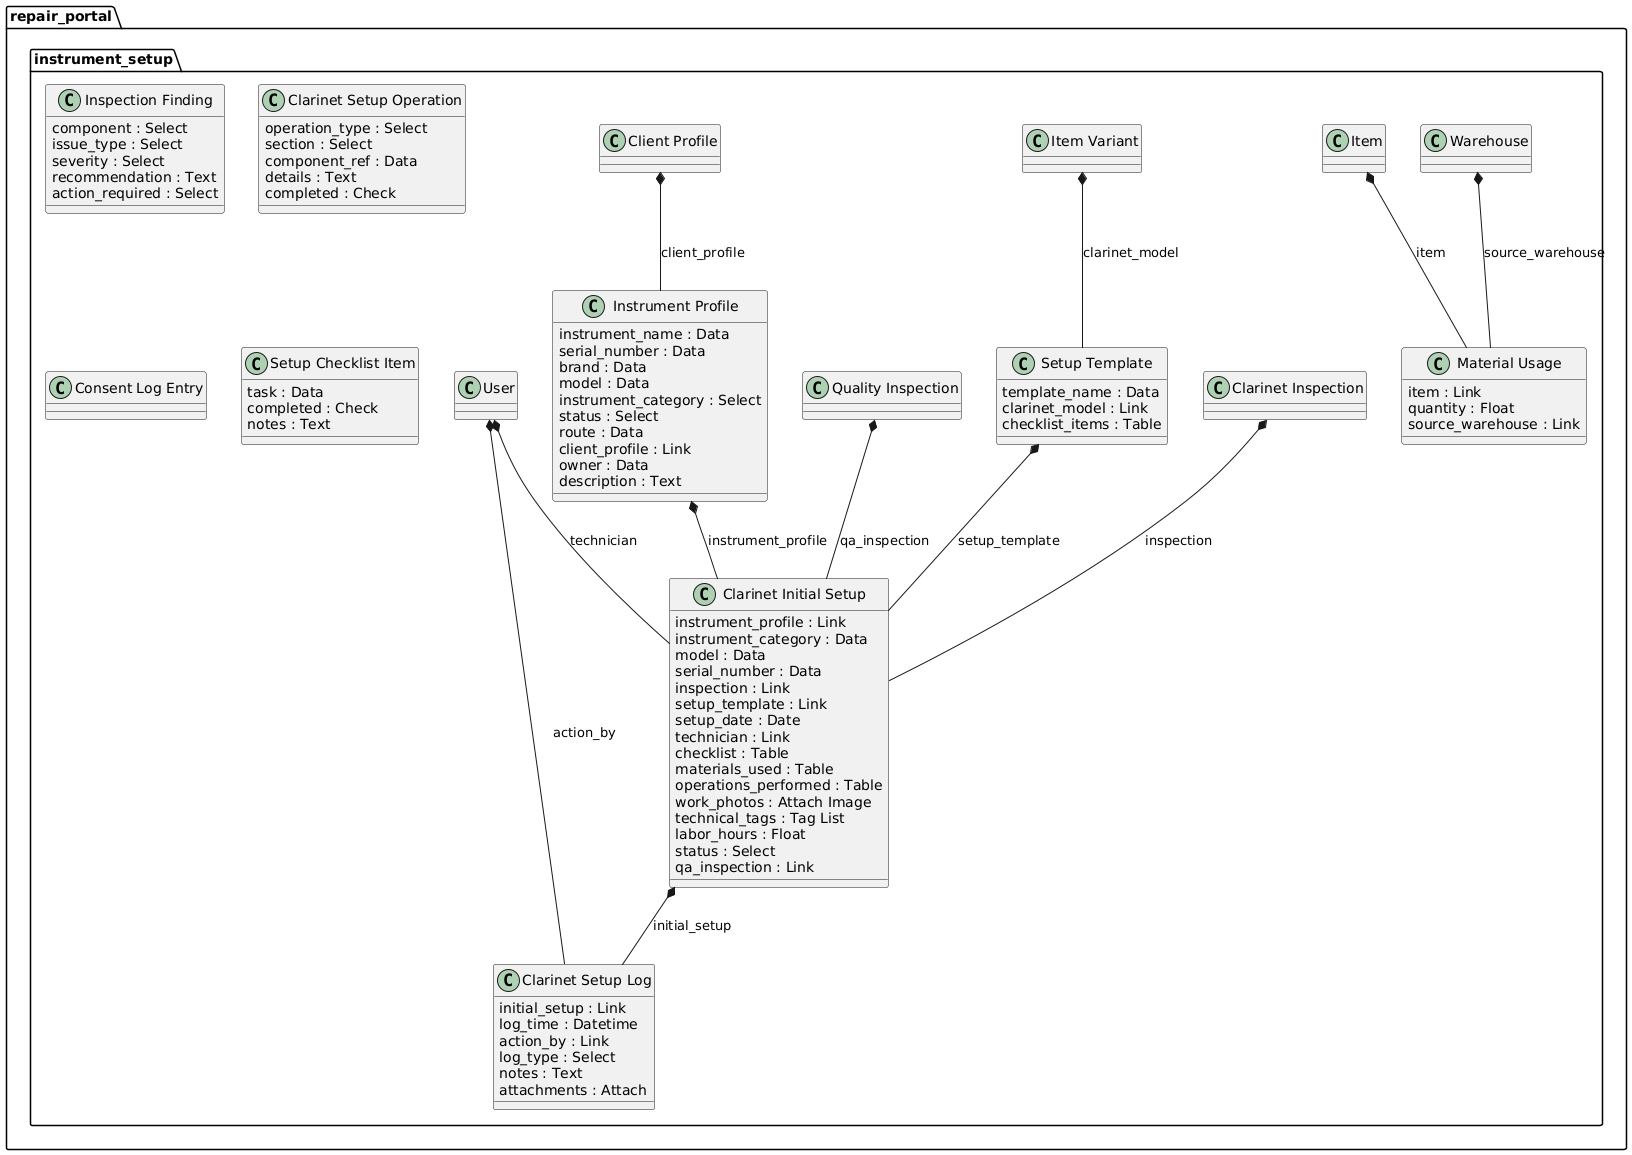 repair_portal
instrument_setup
C Inspection Finding
component : Select
issue_type : Select
severity : Select
recommendation : Text
action_required : Select
C Clarinet Setup Operation
operation_type : Select
section : Select
component_ref : Data
details : Text
completed : Check
C Client Profile
C Item Variant
C Item
C Warehouse
client_profile
clarinet_model
item
source_warehouse
C Consent Log Entry
C Setup Checklist Item
task : Data
completed : Check
notes : Text
C User
C Instrument Profile
instrument_name : Data
serial_number : Data
brand : Data
model : Data
instrument_category : Select
status : Select
route : Data
client_profile : Link
owner : Data
description : Text
C Quality Inspection
C Setup Template
template_name : Data
clarinet_model : Link
checklist_items : Table
C Clarinet Inspection
C Material Usage
item : Link
quantity : Float
source_warehouse : Link
technician
instrument_profile
qa_inspection
setup_template
inspection
C Clarinet Initial Setup
instrument_profile : Link
instrument_category : Data
model : Data
serial_number : Data
inspection : Link
setup_template : Link
setup_date : Date
technician : Link
checklist : Table
materials_used : Table
operations_performed : Table
work_photos : Attach Image
technical_tags : Tag List
labor_hours : Float
status : Select
qa_inspection : Link
action_by
initial_setup
C Clarinet Setup Log
initial_setup : Link
log_time : Datetime
action_by : Link
log_type : Select
notes : Text
attachments : Attach